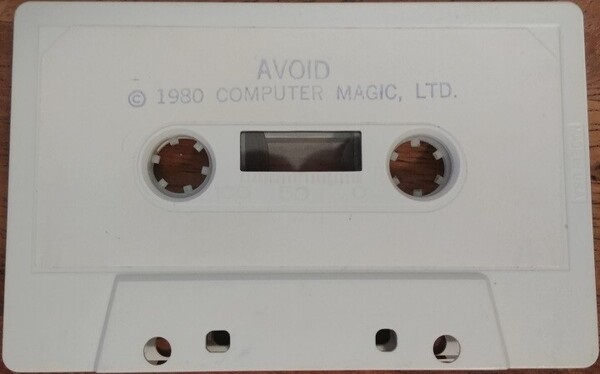 AVOID
© 1980 COMPUTER MAGIC, LTD.